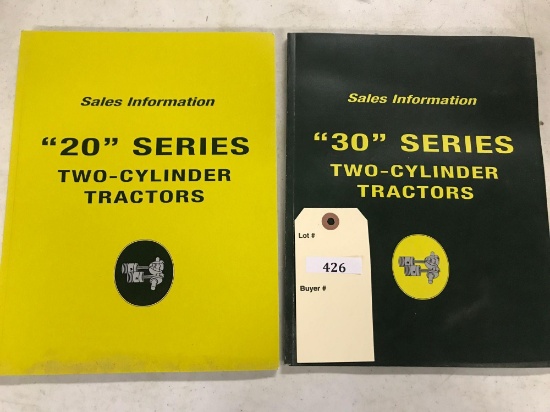 Sales Information
"20" SERIES
TWO-CYLINDER
TRACTORS
Sales Information
"30" SERIES
TWO-CYLINDER
TRACTORS
Lot #
426
Buyer #